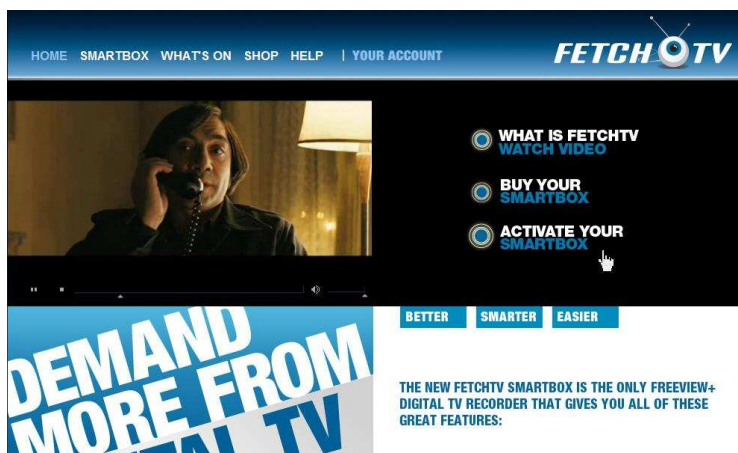 HOME SMARTBOX WHAT'S ON SHOP HELP | YOUR ACCOUNT
FETCH TV
WHAT IS FETCHTV
WATCH VIDEO
BUY YOUR
SMARTBOX
ACTIVATE YOUR
SMARTBOX
BETTER SMARTER EASIER
DEMAND
MORE FROM
DIGITAL TV
THE NEW FETCHTV SMARTBOX IS THE ONLY FREEVIEW+
DIGITAL TV RECORDER THAT GIVES YOU ALL OF THESE
GREAT FEATURES: